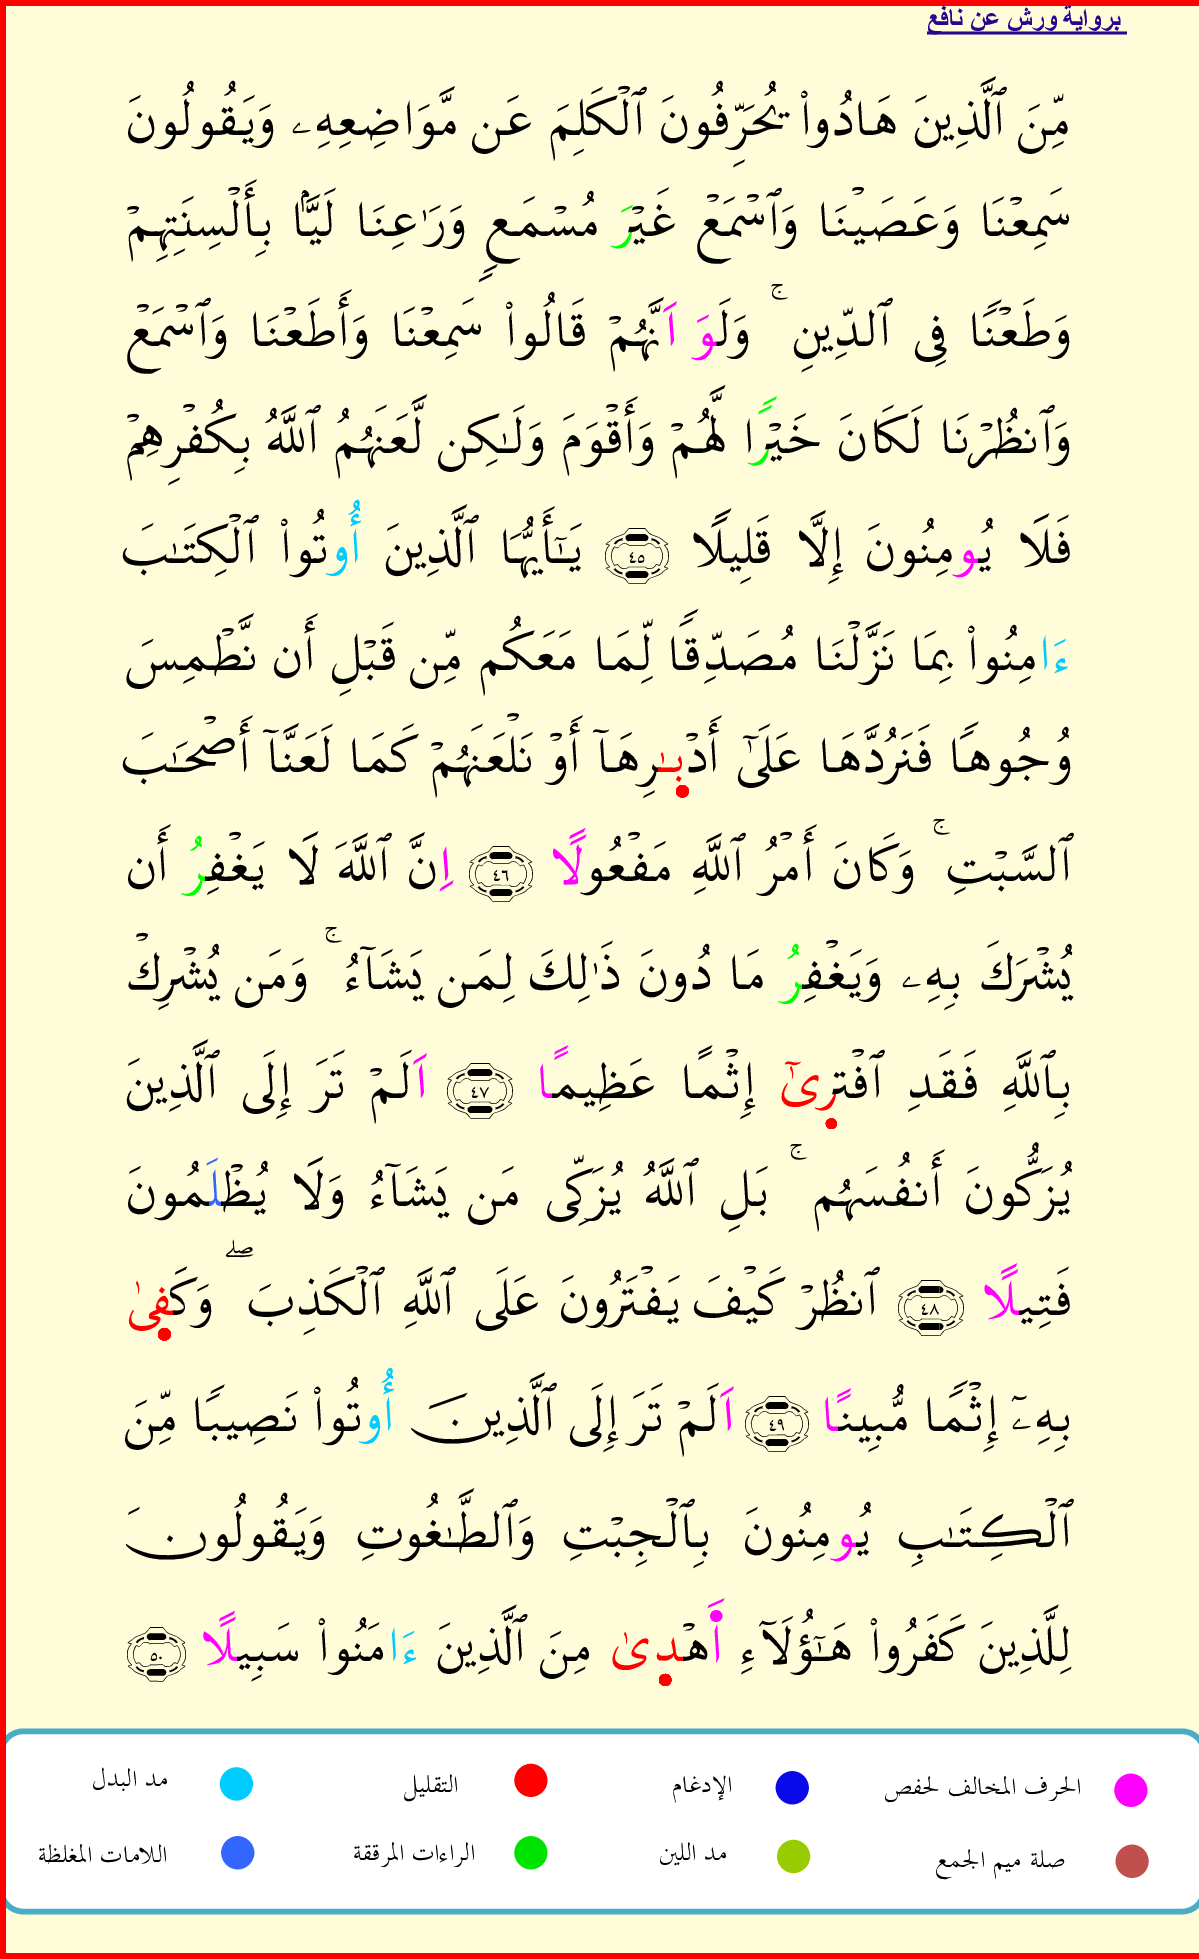 برواية ورش عن نافع
مِّنَ ٱلَّذِينَ هَادُواْ يُحَرِّفُونَ ٱلْكَلِمَ عَن مَّوَاضِعِهِۦ وَيَقُولُونَ
سَمِعْنَا وَعَصَيْنَا وَٱسْمَعْ غَيْرَ مُسْمَعٍ وَرَٰعِنَا لَيَّۢا بِأَلْسِنَتِهِمْ
وَطَعْنًا فِى ٱلدِّينِ ۚ وَلَوَ اَنَّهُمْ قَالُواْ سَمِعْنَا وَأَطَعْنَا وَٱسْمَعْ
وَٱنظُرْنَا لَكَانَ خَيْرًا لَّهُمْ وَأَقْوَمَ وَلَٰكِن لَّعَنَهُمُ ٱللَّهُ بِكُفْرِهِمْ
فَلَا يُومِنُونَ إِلَّا قَلِيلًا ٤٥ يَٰٓأَيُّهَا ٱلَّذِينَ أُوتُواْ ٱلْكِتَٰبَ
ءَامِنُواْ بِمَا نَزَّلْنَا مُصَدِّقًا لِّمَا مَعَكُم مِّن قَبْلِ أَن نَّطْمِسَ
وُجُوهًا فَنَرُدَّهَا عَلَىٰٓ أَدْبَٰرِهَآ أَوْ نَلْعَنَهُمْ كَمَا لَعَنَّآ أَصْحَٰبَ
ٱلسَّبْتِ ۚ وَكَانَ أَمْرُ ٱللَّهِ مَفْعُولًا ٤٦ اِنَّ ٱللَّهَ لَا يَغْفِرُ أَن
يُشْرَكَ بِهِۦ وَيَغْفِرُ مَا دُونَ ذَٰلِكَ لِمَن يَشَآءُ ۚ وَمَن يُشْرِكْ
بِٱللَّهِ فَقَدِ ٱفْتَرِىٰٓ إِثْمًا عَظِيمًا ٤٧ اَلَمْ تَرَ إِلَى ٱلَّذِينَ
يُزَكُّونَ أَنفُسَهُم ۚ بَلِ ٱللَّهُ يُزَكِّى مَن يَشَآءُ وَلَا يُظْلَمُونَ
فَتِيلًا ٤٨ ٱنظُرْ كَيْفَ يَفْتَرُونَ عَلَى ٱللَّهِ ٱلْكَذِبَ ۖ وَكَفِىٰ
بِهِۦٓ إِثْمًا مُّبِينًا ٤٩ اَلَمْ تَرَ إِلَى ٱلَّذِينَ أُوتُواْ نَصِيبًا مِّنَ
ٱلْكِتَٰبِ يُومِنُونَ بِٱلْجِبْتِ وَٱلطَّٰغُوتِ وَيَقُولُونَ
لِلَّذِينَ كَفَرُواْ هَٰٓؤُلَآءِ اَ۬هْدِىٰ مِنَ ٱلَّذِينَ ءَامَنُواْ سَبِيلًا ٥٠
الحرف المخالف لحفص الإدغام التقليل مد البدل
صلة ميم الجمع مد اللين الراءات المرققة اللامات المغلظة